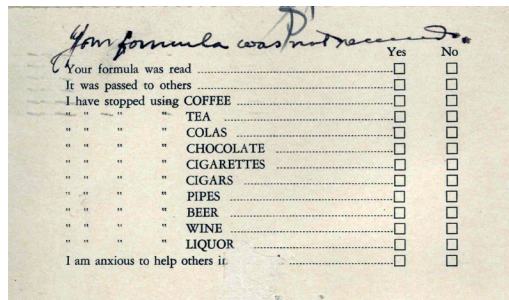 Your formula was not received.
Yes No
Your formula was read
It was passed to others
I have stopped using COFFEE
" " " " TEA
" " " " COLAS
" " " " CHOCOLATE
" " " " CIGARETTES
" " " " CIGARS
" " " " PIPES
" " " " BEER
" " " " WINE
" " " " LIQUOR
I am anxious to help others in